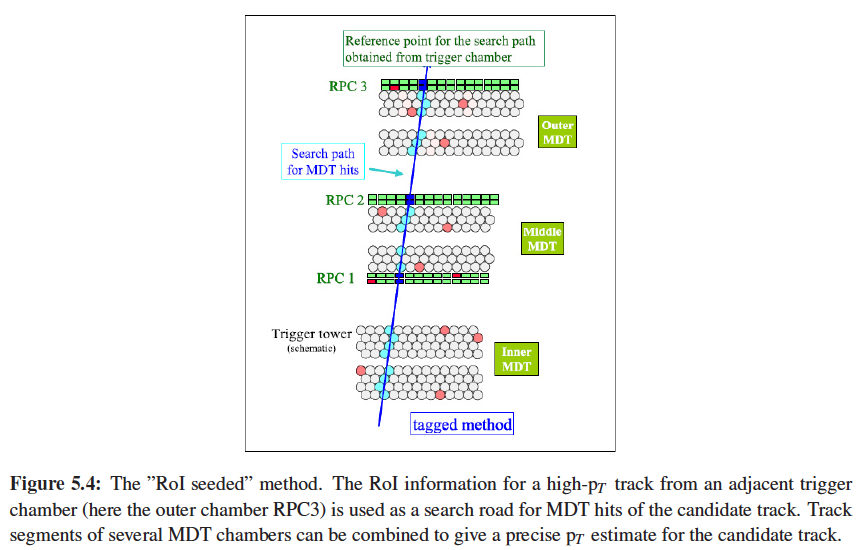 Reference point for the search path
obtained from trigger chamber
RPC 3
Outer
MDT
Search path
for MDT hits
RPC 2
Middle
MDT
RPC 1
Trigger tower
(schematic)
Inner
MDT
tagged method
Figure 5.4: The ”RoI seeded” method. The RoI information for a high-pT track from an adjacent trigger
chamber (here the outer chamber RPC3) is used as a search road for MDT hits of the candidate track. Track
segments of several MDT chambers can be combined to give a precise pT estimate for the candidate track.